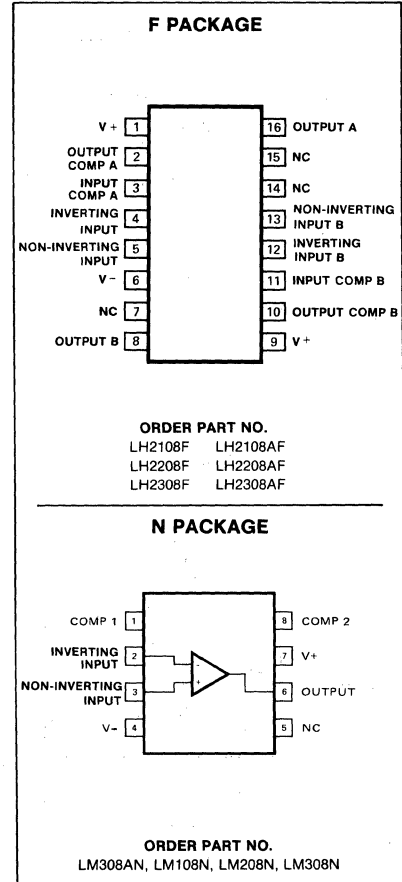 F PACKAGE
V + 1
OUTPUT COMP A 2
INPUT COMP A 3
INVERTING INPUT 4
NON-INVERTING INPUT 5
V - 6
NC 7
OUTPUT B 8
16 OUTPUT A
15 NC
14 NC
13 NON-INVERTING INPUT B
12 INVERTING INPUT B
11 INPUT COMP B
10 OUTPUT COMP B
9 V +
ORDER PART NO.
LH2108F LH2108AF
LH2208F LH2208AF
LH2308F LH2308AF
N PACKAGE
COMP 1 1
INVERTING INPUT 2
NON-INVERTING INPUT 3
V- 4
- +
8 COMP 2
7 V+
6 OUTPUT
5 NC
ORDER PART NO.
LM308AN, LM108N, LM208N, LM308N